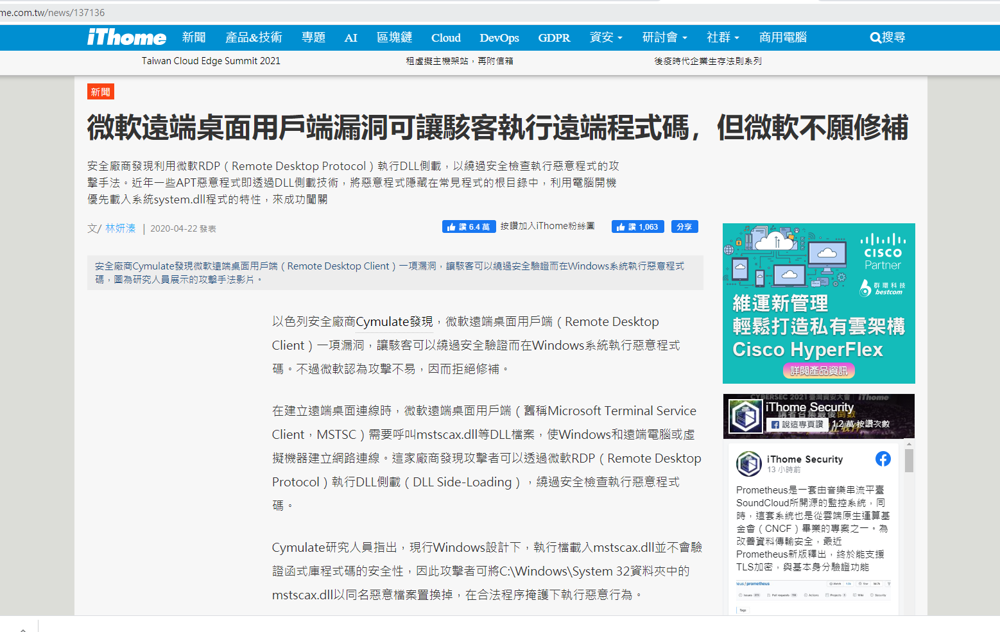 me.com.tw/news/137136
iThome 新聞 產品&技術 專題 AI 區塊鏈 Cloud DevOps GDPR 資安 研討會 社群 商用電腦 搜尋
Taiwan Cloud Edge Summit 2021 租虛擬主機架站，再附信箱 後疫時代企業生存法則系列
新聞
微軟遠端桌面用戶端漏洞可讓駭客執行遠端程式碼，但微軟不願修補
安全廠商發現利用微軟RDP（Remote Desktop Protocol）執行DLL側載，以繞過安全檢查執行惡意程式的攻
擊手法。近年一些APT惡意程式即透過DLL側載技術，將惡意程式隱藏在常見程式的根目錄中，利用電腦開機
優先載入系統system.dll程式的特性，來成功闖關
文/ 林妍溱 | 2020-04-22 發表
讚 6.4 萬 按讚加入iThome粉絲團 讚 1,063 分享
安全廠商Cymulate發現微軟遠端桌面用戶端（Remote Desktop Client）一項漏洞，讓駭客可以繞過安全驗證而在Windows系統執行惡意程式
碼，圖為研究人員展示的攻擊手法影片。
以色列安全廠商Cymulate發現，微軟遠端桌面用戶端（Remote Desktop
Client）一項漏洞，讓駭客可以繞過安全驗證而在Windows系統執行惡意程式
碼。不過微軟認為攻擊不易，因而拒絕修補。
在建立遠端桌面連線時，微軟遠端桌面用戶端（舊稱Microsoft Terminal Service
Client，MSTSC）需要呼叫mstscax.dll等DLL檔案，使Windows和遠端電腦或虛
擬機器建立網路連線。這家廠商發現攻擊者可以透過微軟RDP（Remote Desktop
Protocol）執行DLL側載（DLL Side-Loading），繞過安全檢查執行惡意程式
碼。
Cymulate研究人員指出，現行Windows設計下，執行檔載入mstscax.dll並不會驗
證函式庫程式碼的安全性，因此攻擊者可將C:\Windows\System 32資料夾中的
mstscax.dll以同名惡意檔案置換掉，在合法程序掩護下執行惡意行為。
CISCO
Partner
群環科技
bestcom
維運新管理
輕鬆打造私有雲架構
Cisco HyperFlex
詳閱產品資訊
CYBERSEC 2021 臺灣資安大會 iThome
iThome Security
說這專頁讚 1.2 萬 按讚次數
iThome Security
13 小時前
Prometheus是一套由音樂串流平臺
SoundCloud所開源的監控系統，同
時，這套系統也是從雲端原生運算基
金會（CNCF）畢業的專案之一。為
改善資料傳輸安全，最近
Prometheus新版釋出，終於能支援
TLS加密，與基本身分驗證功能
eus / prometheus Watch 1.2k Star 36.7k
Issues Pull requests Actions Projects Wiki Security
Tags